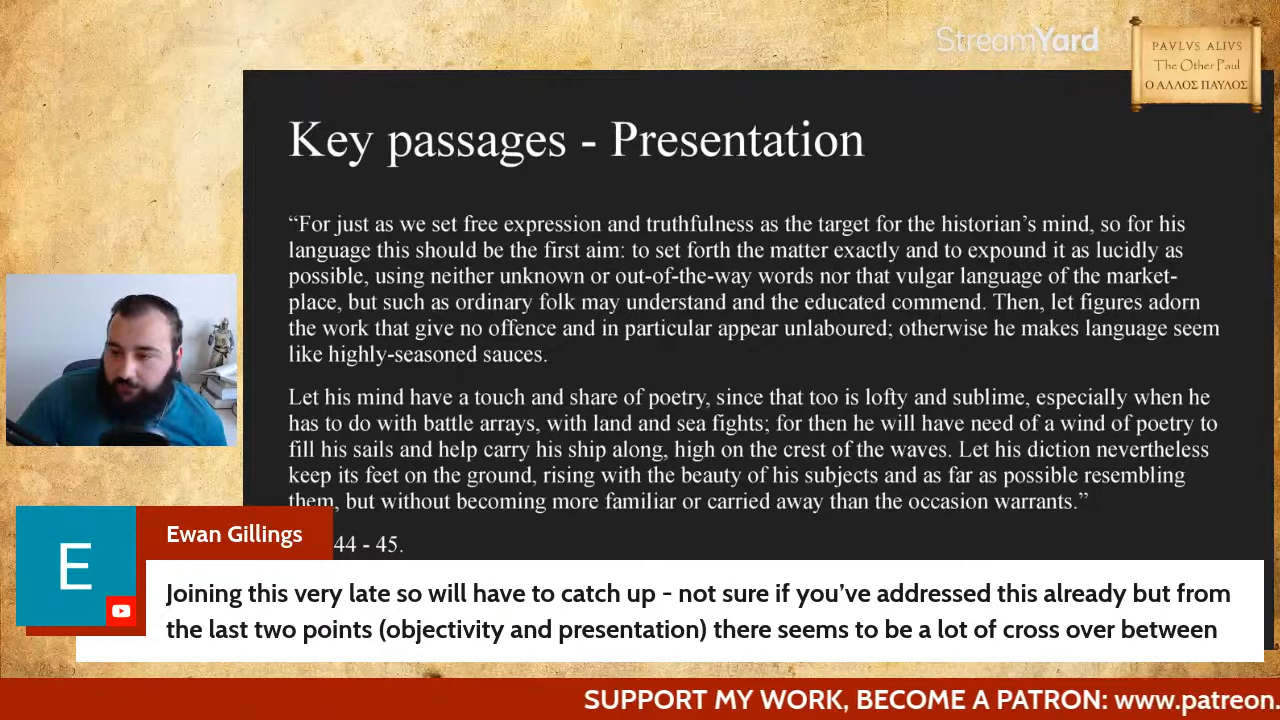 StreamYard
PAVLVS ALIVS
The Other Paul
Ο ΑΛΛΟΣ ΠΑΥΛΟΣ
Key passages - Presentation
“For just as we set free expression and truthfulness as the target for the historian’s mind, so for his
language this should be the first aim: to set forth the matter exactly and to expound it as lucidly as
possible, using neither unknown or out-of-the-way words nor that vulgar language of the market-
place, but such as ordinary folk may understand and the educated commend. Then, let figures adorn
the work that give no offence and in particular appear unlaboured; otherwise he makes language seem
like highly-seasoned sauces.
Let his mind have a touch and share of poetry, since that too is lofty and sublime, especially when he
has to do with battle arrays, with land and sea fights; for then he will have need of a wind of poetry to
fill his sails and help carry his ship along, high on the crest of the waves. Let his diction nevertheless
keep its feet on the ground, rising with the beauty of his subjects and as far as possible resembling
them, but without becoming more familiar or carried away than the occasion warrants.”
44 - 45.
E
Ewan Gillings
Joining this very late so will have to catch up - not sure if you’ve addressed this already but from
the last two points (objectivity and presentation) there seems to be a lot of cross over between
SUPPORT MY WORK, BECOME A PATRON: www.patreon.